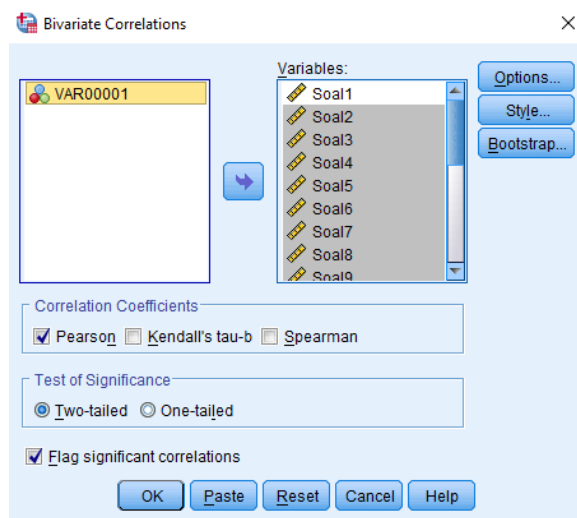 Bivariate Correlations
VAR00001
Variables:
Soal1
Soal2
Soal3
Soal4
Soal5
Soal6
Soal7
Soal8
Soal9
Options...
Style...
Bootstrap...
Correlation Coefficients
Pearson Kendall's tau-b Spearman
Test of Significance
Two-tailed One-tailed
Flag significant correlations
OK Paste Reset Cancel Help